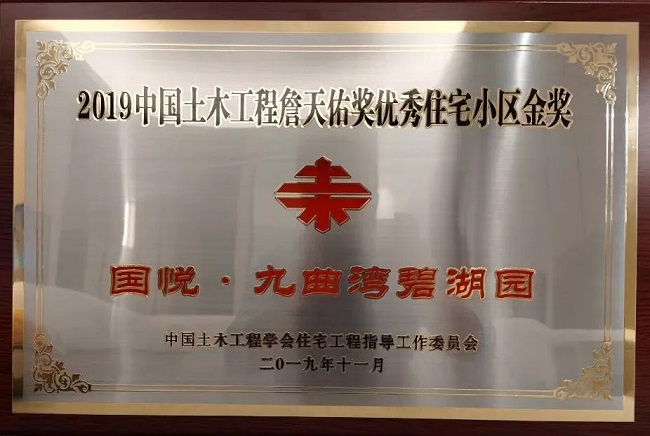 2019中国土木工程詹天佑奖优秀住宅小区金奖
国悦·九曲湾碧湖园
中国土木工程学会住宅工程指导工作委员会
二〇一九年十一月